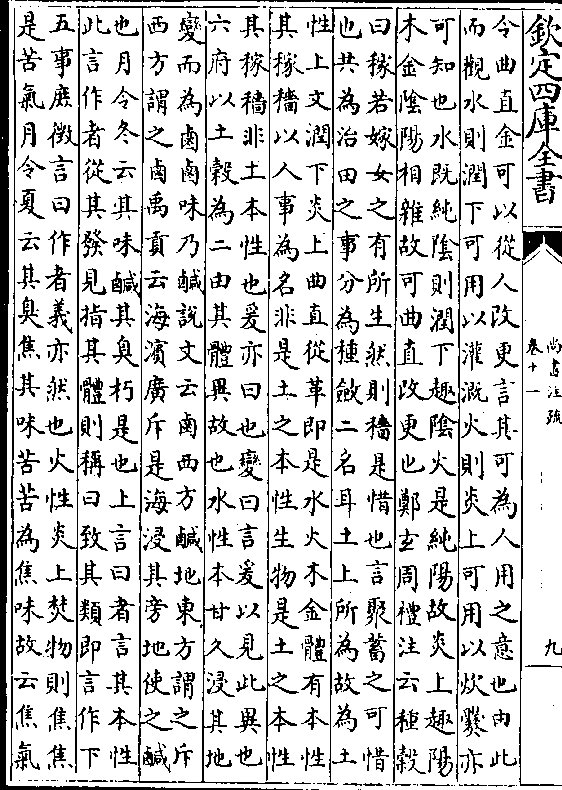 欽定四庫全書
尚書注疏
卷十一
九
令曲直金可以從人改更言其可為人用之意也由此
而觀水則潤下可用以灌溉火則炎上可用以炊爨亦
可知也水既純陰則潤下趣陰火是純陽故炎上趣陽
木金陰陽相雜故可曲直改更也鄭玄周禮注云種穀
曰稼若嫁女之有所生然則穡是惜也言聚蓄之可惜
也共為治田之事分為種斂二名耳土上所為故為土
性上文潤下炎上曲直從革即是水火木金體有本性
其稼穡以人事為名非是土之本性生物是土之本性
其稼穡非土本性也爰亦曰也變曰言爰以見此異也
六府以土穀為二由其體異故也水性本甘久浸其地
變而為鹵鹵味乃鹹說文云鹵西方鹹地東方謂之斥
西方謂之鹵禹貢云海濱廣斥是海浸其旁地使之鹹
也月令冬云其味鹹其臭朽是也上言曰者言其本性
此言作者從其發見指其體則稱曰致其類即言作下
五事庶徵言曰作者義亦然也火性炎上焚物則焦焦
是苦氣月令夏云其臭焦其味苦苦為焦味故云焦氣